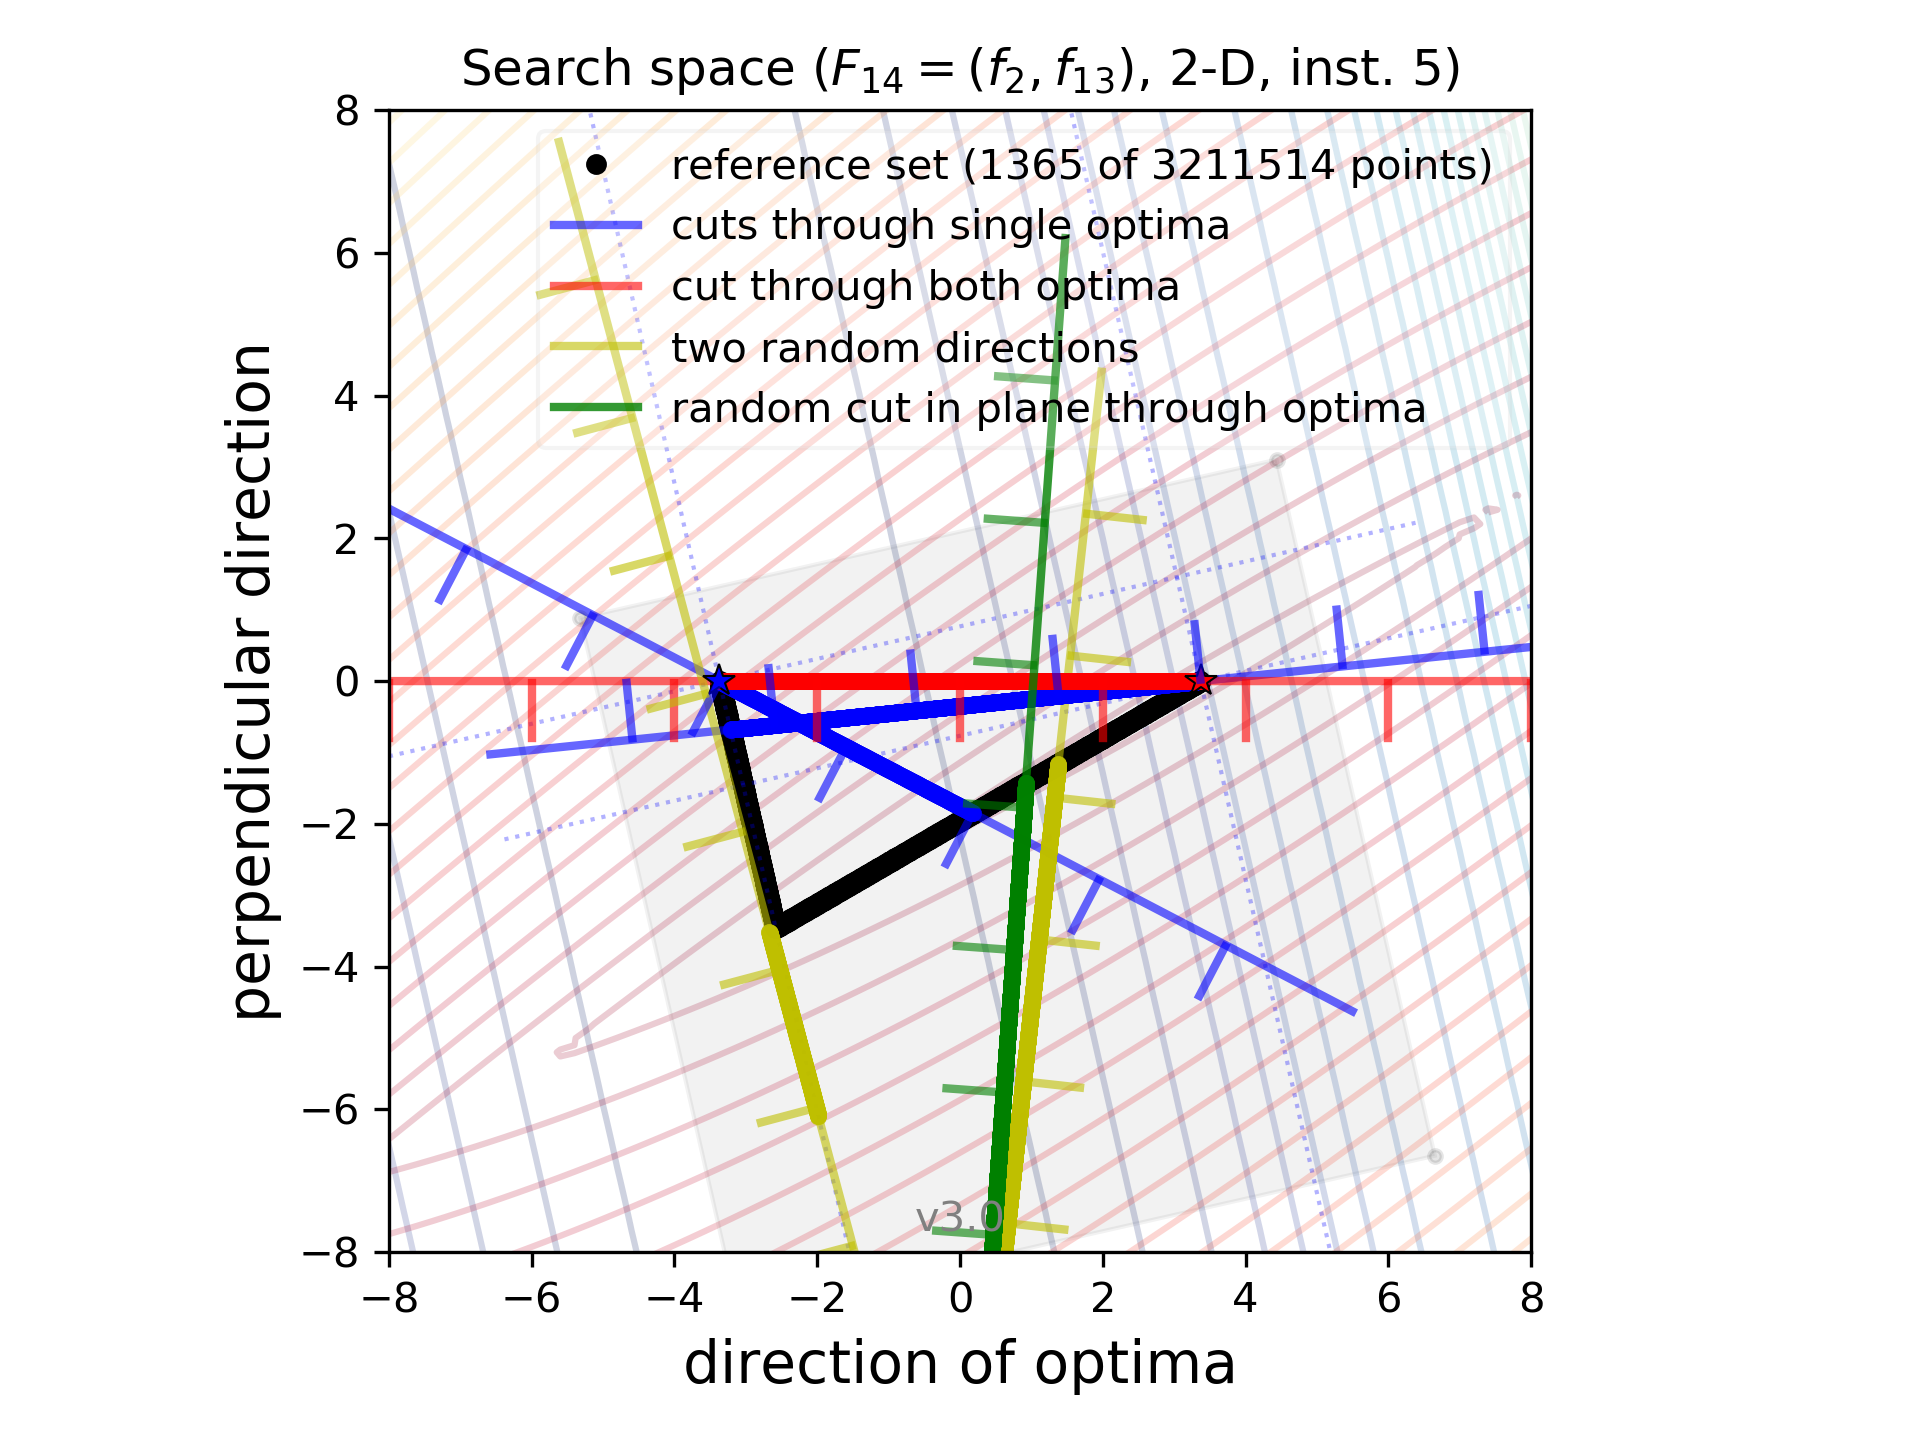 Search space (F14 = (f2, f13), 2-D, inst. 5)
8
reference set (1365 of 3211514 points)
cuts through single optima
6
cut through both optima
two random directions
4
random cut in plane through optima
2
0
−2
−4
−6
−8
perpendicular direction
v3.0
−8 −6 −4 −2 0 2 4 6 8
direction of optima